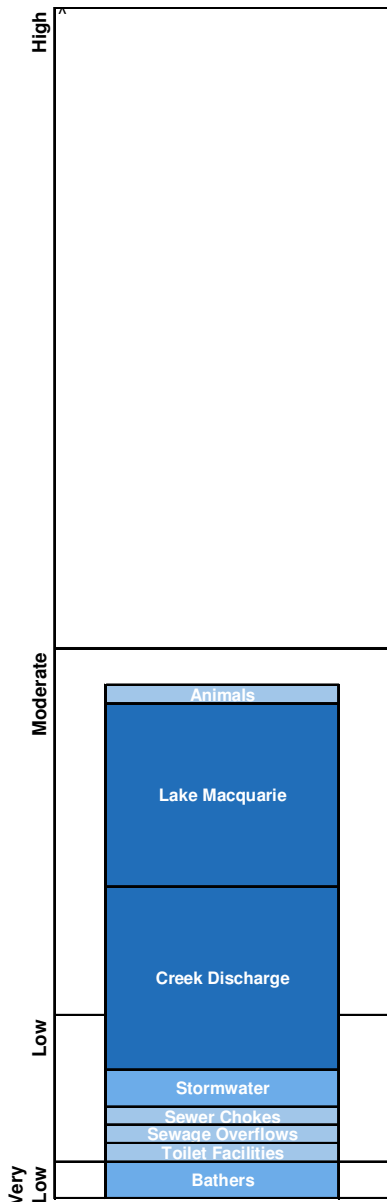 High
^
Moderate
Animals
Lake Macquarie
Creek Discharge
Low
Stormwater
Sewer Chokes
Sewage Overflows
Toilet Facilities
Very
Low
Bathers